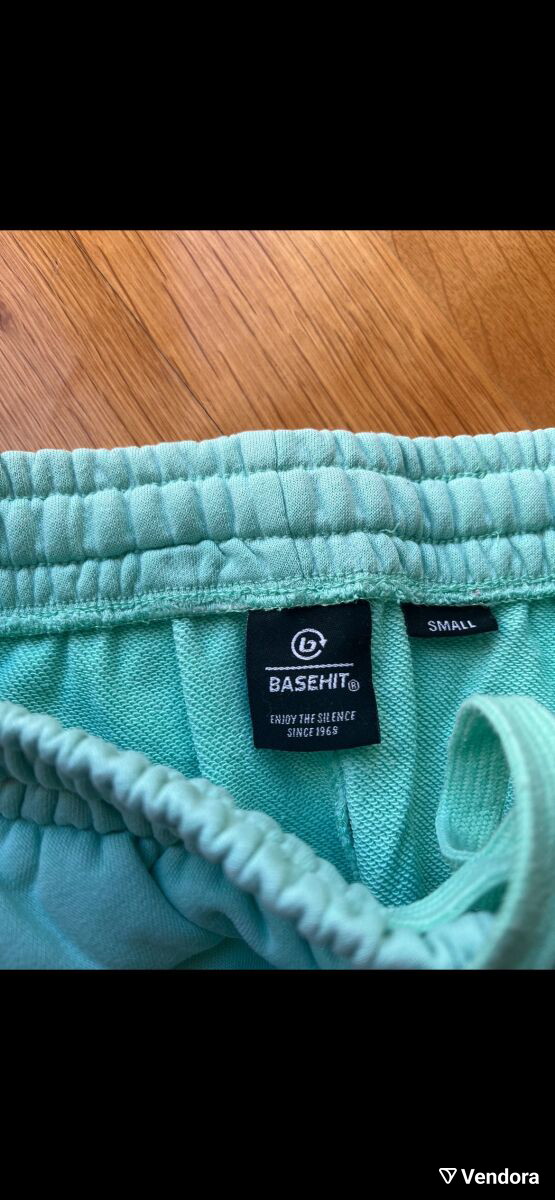 SMALL
b
BASEHIT®
ENJOY THE SILENCE
SINCE 1968
Vendora